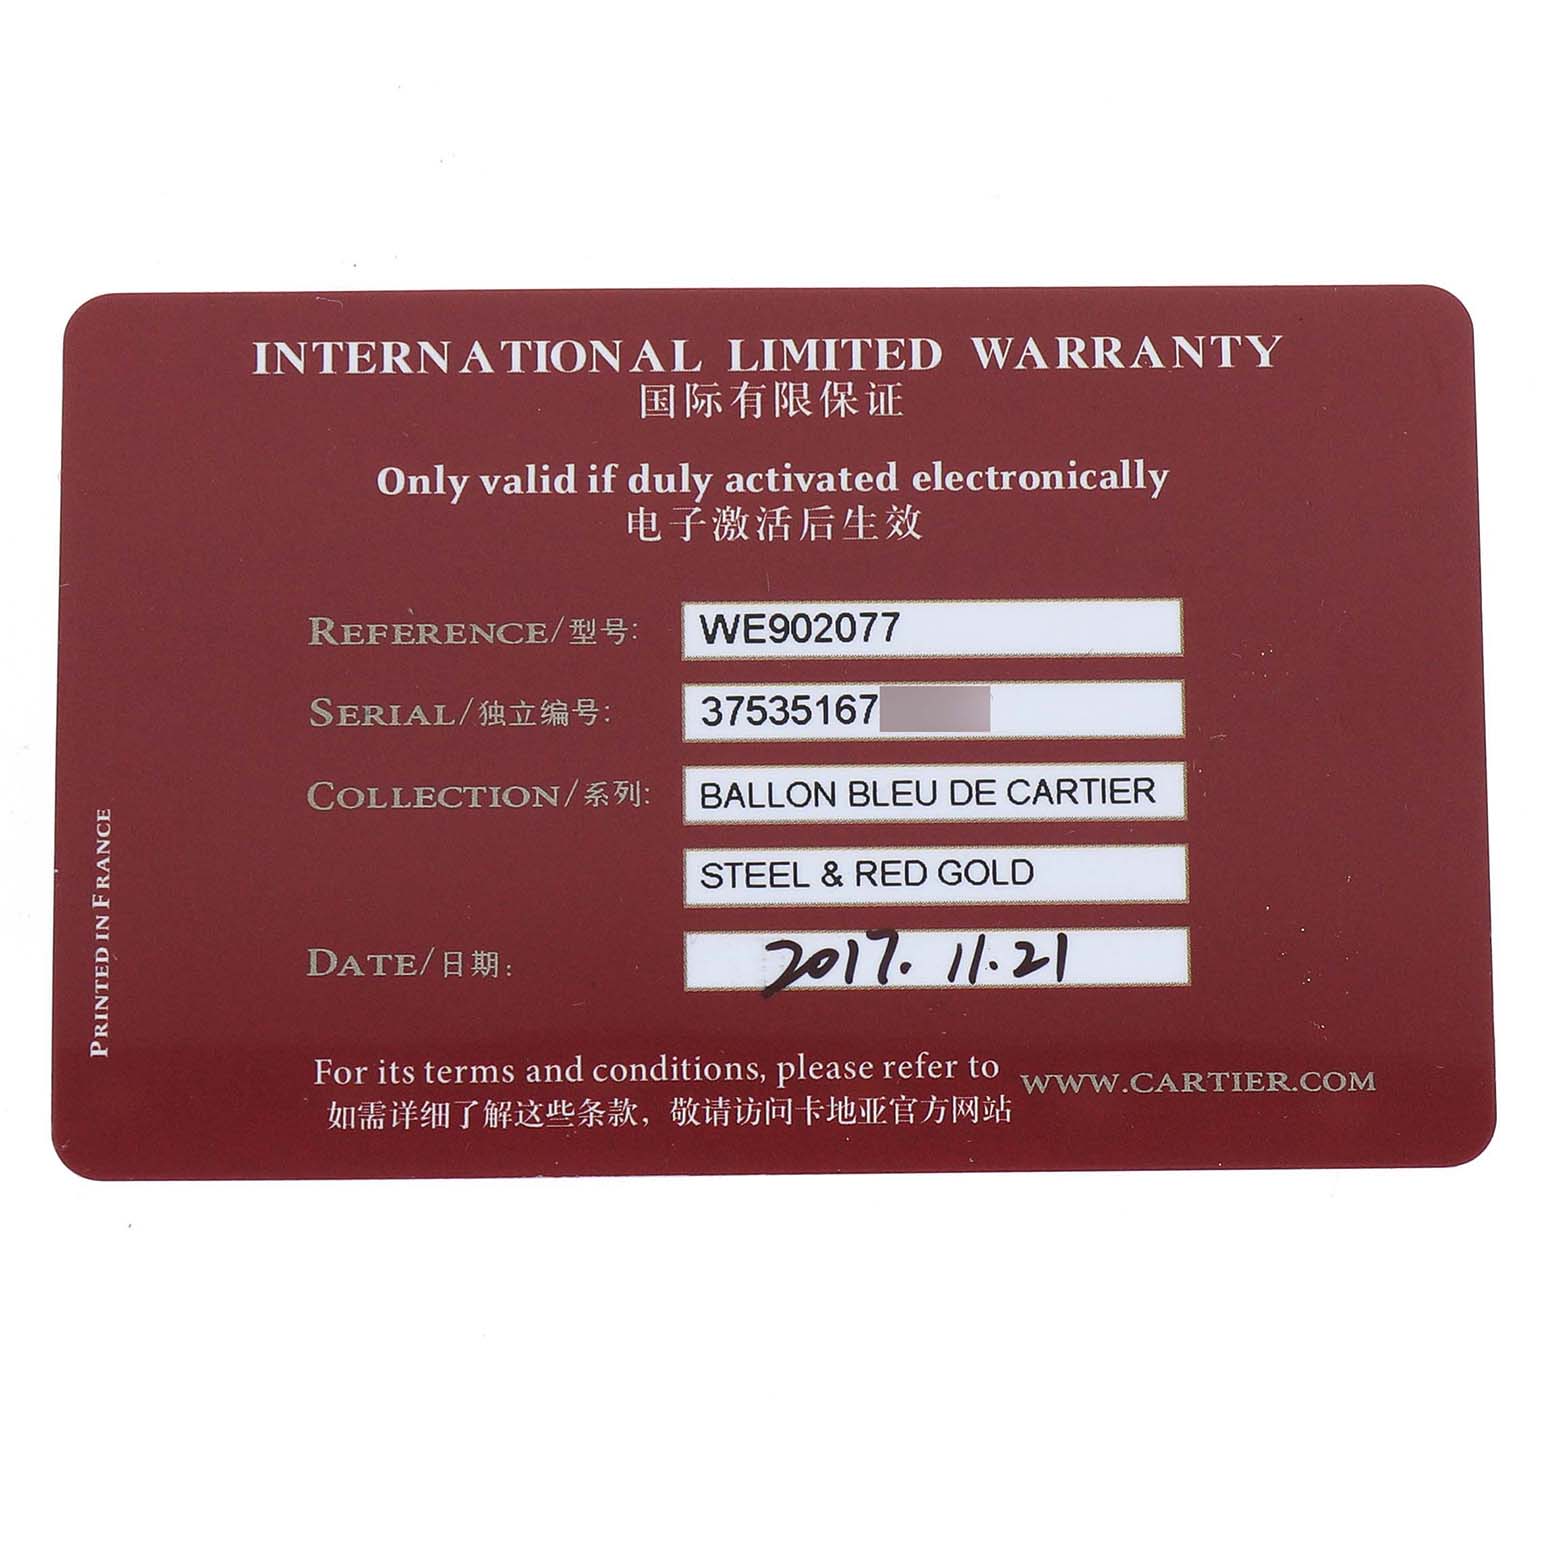 INTERNATIONAL LIMITED WARRANTY
国际有限保证
Only valid if duly activated electronically
电子激活后生效
REFERENCE/型号: WE902077
SERIAL/独立编号: 37535167
COLLECTION/系列: BALLON BLEU DE CARTIER
STEEL & RED GOLD
DATE/日期: 2017. 11. 21
For its terms and conditions, please refer to WWW.CARTIER.COM
如需详细了解这些条款，敬请访问卡地亚官方网站
PRINTED IN FRANCE